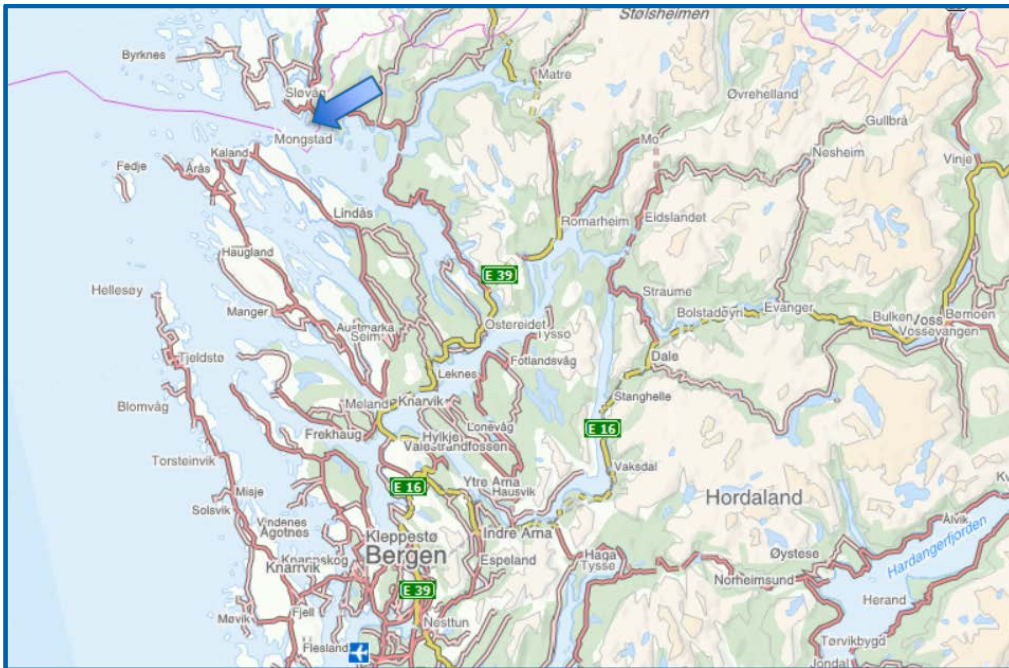 Stølsheimen
Byrknes
Matre
Sløvåg
Øvrehelland
Gullbrå
Mongstad
Mo
Kaland
Nesheim
Vinje
Fedje
Årås
Lindås
Romarheim
Eidslandet
Haugland
E 39
Hellesøy
Straume
Manger
Evanger
Bolstadøyri
Bulken
Voss
Bømoen
Vossevangen
Austmarka
Seim
Ostereidet
Tysso
Tjeldstø
Fotlandsvåg
Dale
Leknes
Blomvåg
Meland
Knarvik
Stanghelle
Frekhaug
Hylkje
Lonevåg
E 16
Valestrandfossen
Torsteinvik
Vaksdal
Ytre Arna
Misje
E 16
Hausvik
Hordaland
Solsvik
Vindenes
Ågotnes
Kleppestø
Indre Arna
Ålvik
Bergen
Hardangerfjorden
Knarrvik
Espeland
Haga
Tysse
Øystese
Norheimsund
E 39
Herand
Fjell
Møvik
Nesttun
Flesland
Tørvikbygd
Jondal